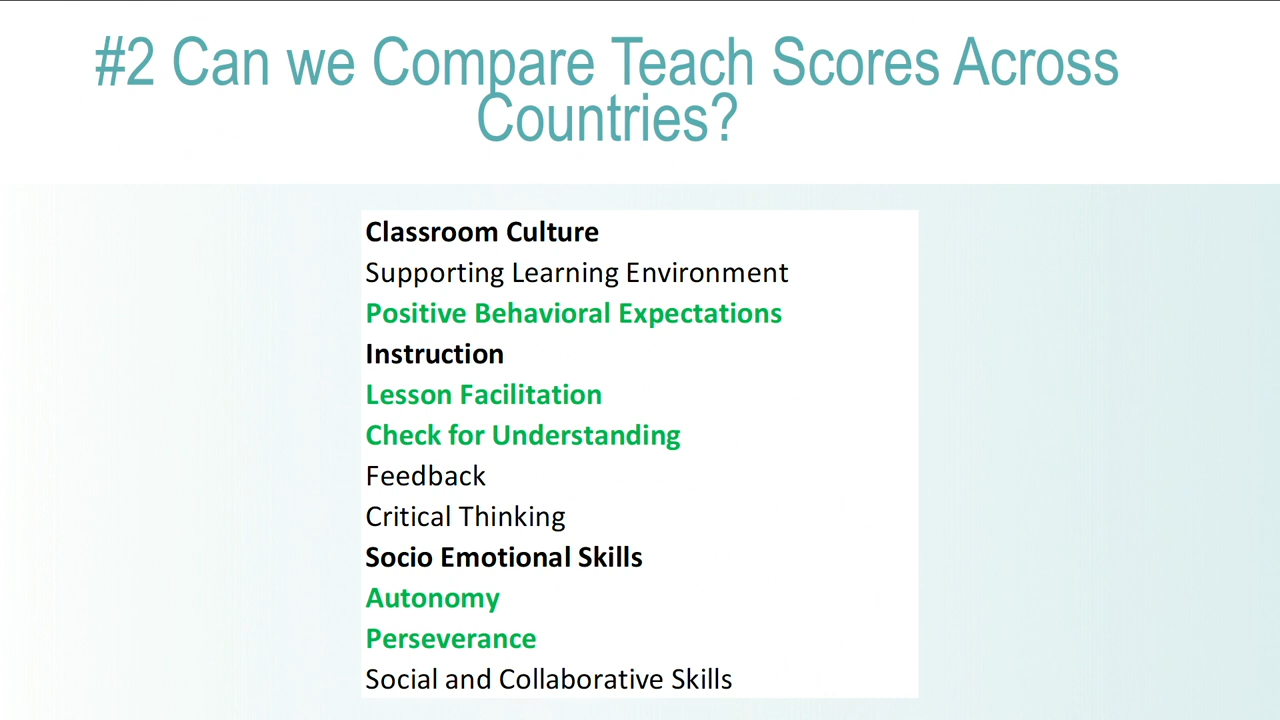 #2 Can we Compare Teach Scores Across
Countries?
Classroom Culture
Supporting Learning Environment
Positive Behavioral Expectations
Instruction
Lesson Facilitation
Check for Understanding
Feedback
Critical Thinking
Socio Emotional Skills
Autonomy
Perseverance
Social and Collaborative Skills